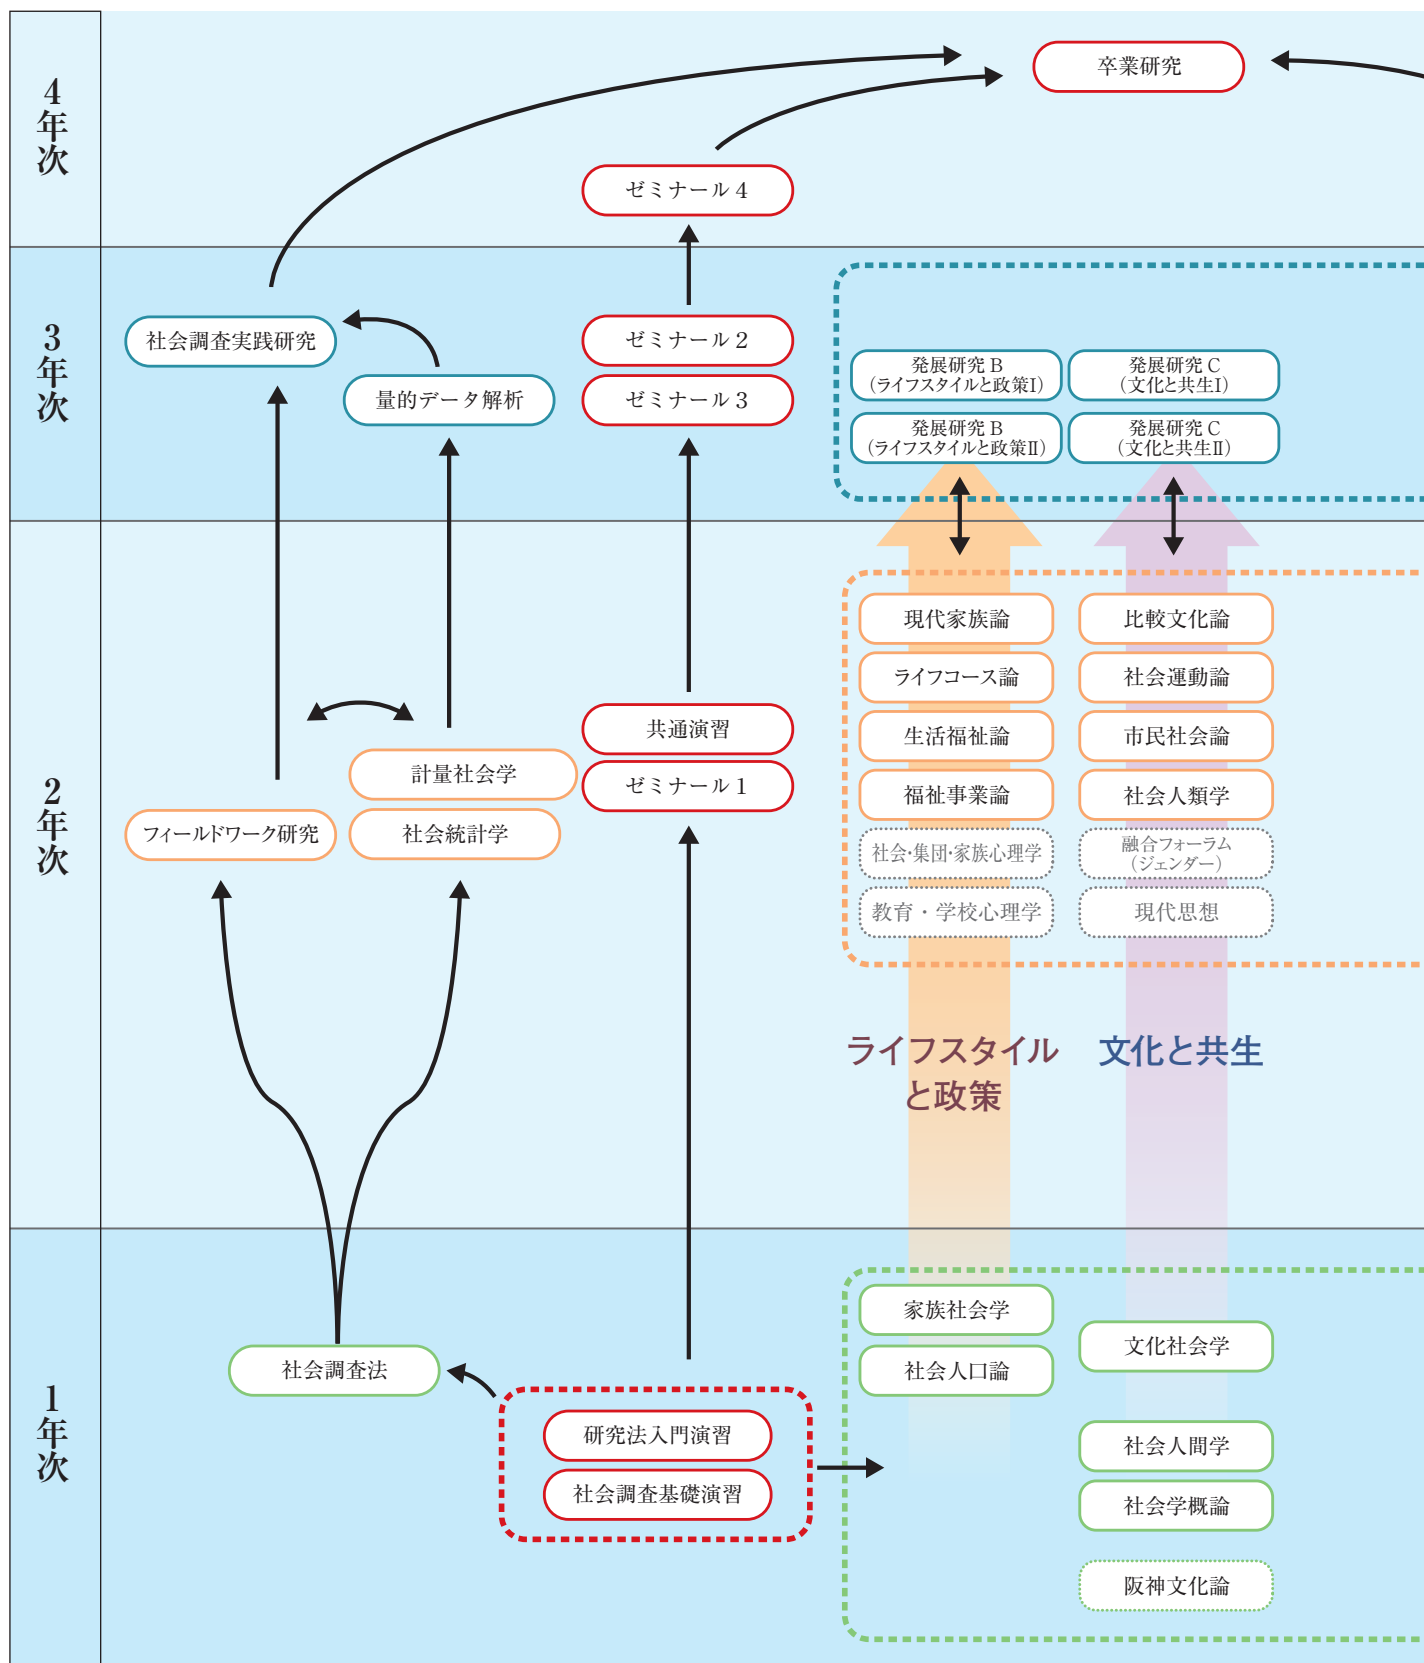 4年次
卒業研究
ゼミナール 4
3年次
社会調査実践研究
量的データ解析
ゼミナール 2
ゼミナール 3
発展研究 B
(ライフスタイルと政策Ⅰ)
発展研究 C
(文化と共生Ⅰ)
発展研究 B
(ライフスタイルと政策Ⅱ)
発展研究 C
(文化と共生Ⅱ)
2年次
フィールドワーク研究
計量社会学
社会統計学
共通演習
ゼミナール 1
現代家族論
ライフコース論
生活福祉論
福祉事業論
社会・集団・家族心理学
教育・学校心理学
比較文化論
社会運動論
市民社会論
社会人類学
融合フォーラム
(ジェンダー)
現代思想
ライフスタイル
と政策
文化と共生
1年次
社会調査法
研究法入門演習
社会調査基礎演習
家族社会学
社会人口論
文化社会学
社会人間学
社会学概論
阪神文化論